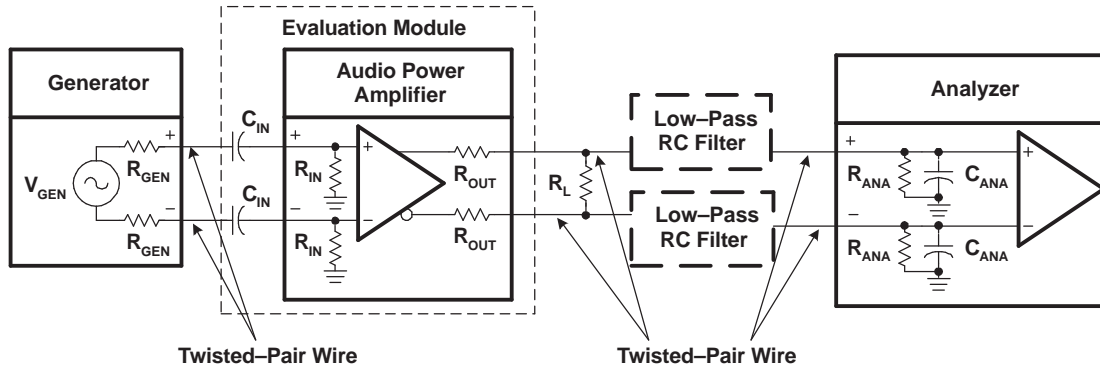 Evaluation Module
Generator
Audio Power
Amplifier
Analyzer
Low–Pass
RC Filter
C_IN
+
+
+
+
+
R_GEN
R_IN
R_OUT
R_L
R_ANA
C_ANA
V_GEN
–
C_IN
–
–
–
–
R_GEN
R_IN
R_OUT
Low–Pass
RC Filter
R_ANA
C_ANA
Twisted–Pair Wire
Twisted–Pair Wire